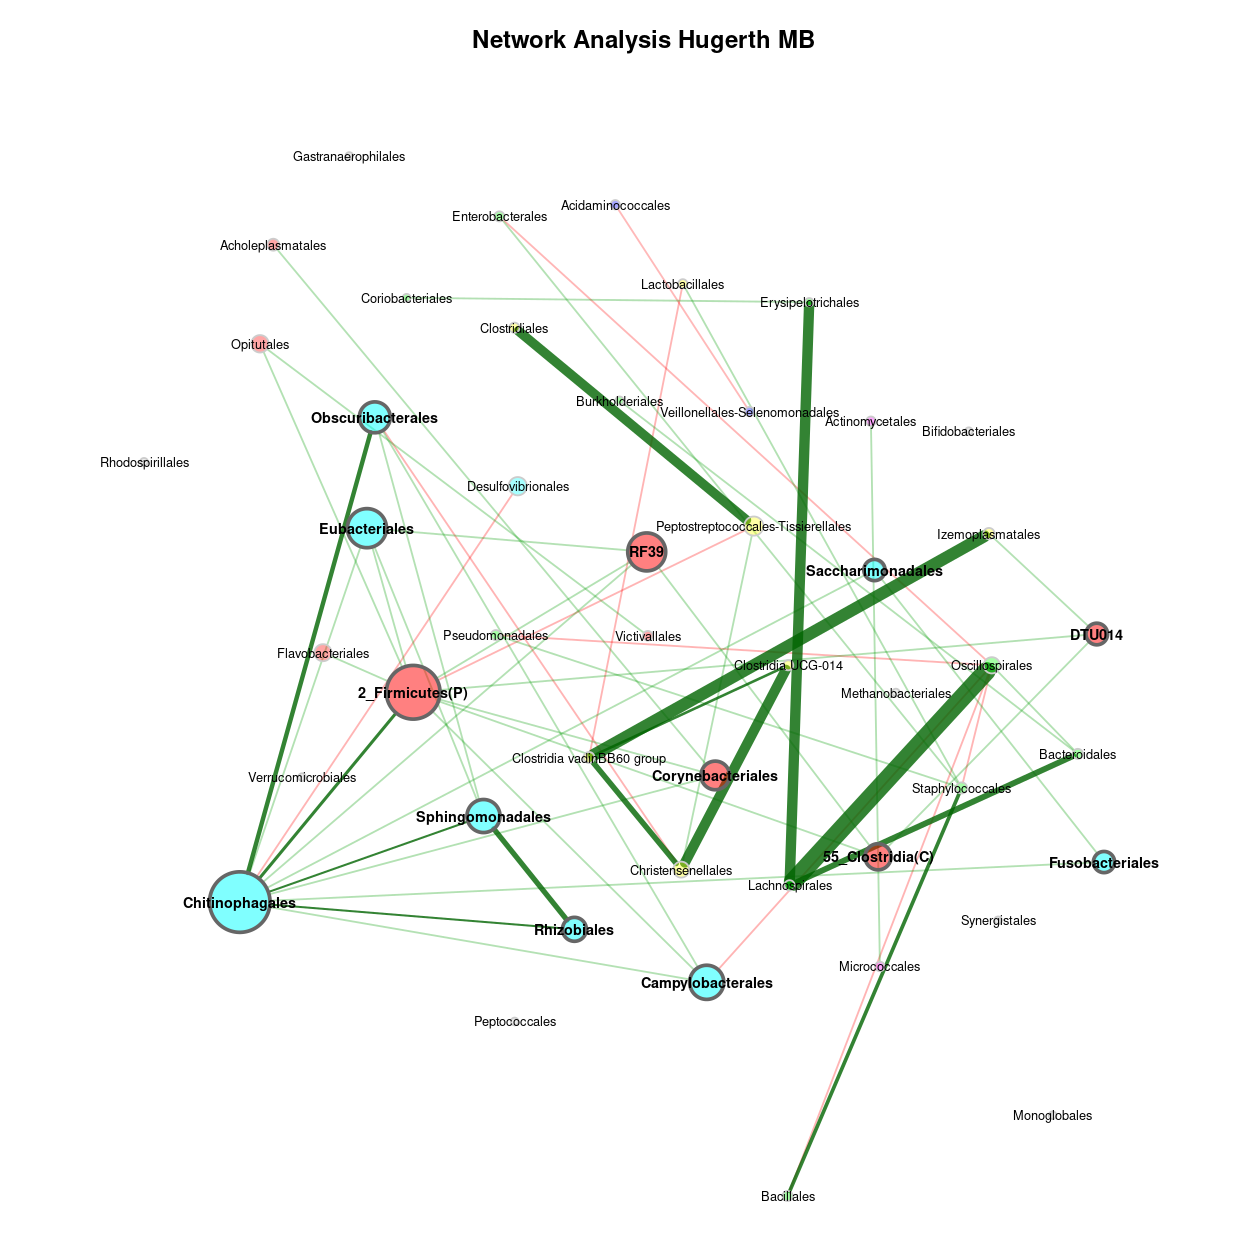 Network Analysis Hugerth MB
Gastranaerophilales
Acidaminococcales
Enterobacterales
Acholeplasmatales
Lactobacillales
Coriobacteriales
Erysipelotrichales
Clostridiales
Opitutales
Burkholderiales
Veillonellales-Selenomonadales
Obscuribacterales
Actinomycetales
Bifidobacteriales
Rhodospirillales
Desulfovibrionales
Peptostreptococcales-Tissierellales
Eubacteriales
Izemoplasmatales
RF39
Saccharimonadales
Pseudomonadales
Victivallales
DTU014
Flavobacteriales
Clostridia UCG-014
Oscillospirales
2_Firmicutes(P)
Methanobacteriales
Bacteroidales
Clostridia vadinBB60 group
Corynebacteriales
Verrucomicrobiales
Staphylococcales
Sphingomonadales
55_Clostridia(C)
Fusobacteriales
Christensenellales
Lachnospirales
Chitinophagales
Synergistales
Rhizobiales
Micrococcales
Campylobacterales
Peptococcales
Monoglobales
Bacillales